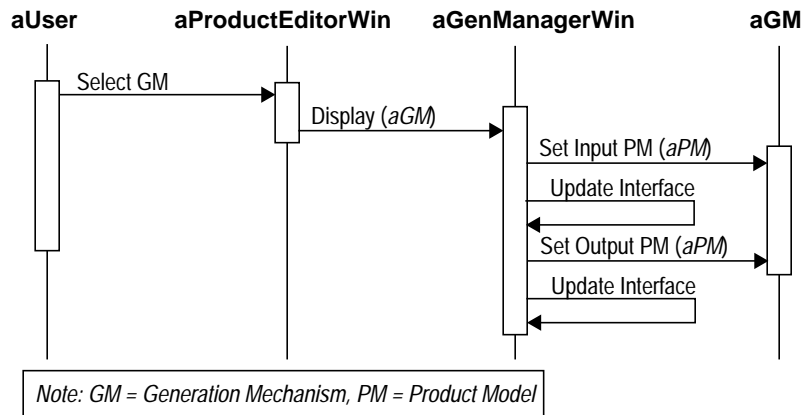 aUser aProductEditorWin aGenManagerWin aGM
Select GM
Display (aGM)
Set Input PM (aPM)
Update Interface
Set Output PM (aPM)
Update Interface
Note: GM = Generation Mechanism, PM = Product Model